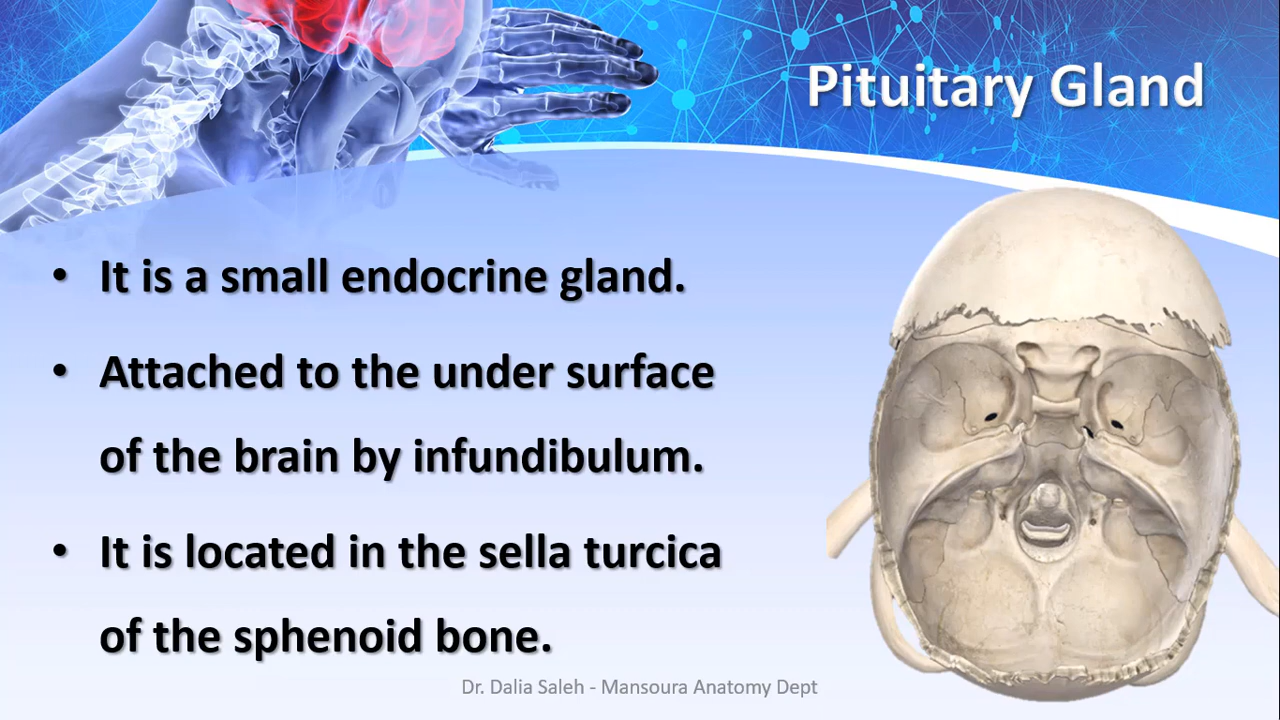 Pituitary Gland
• It is a small endocrine gland.
• Attached to the under surface
of the brain by infundibulum.
• It is located in the sella turcica
of the sphenoid bone.
Dr. Dalia Saleh - Mansoura Anatomy Dept